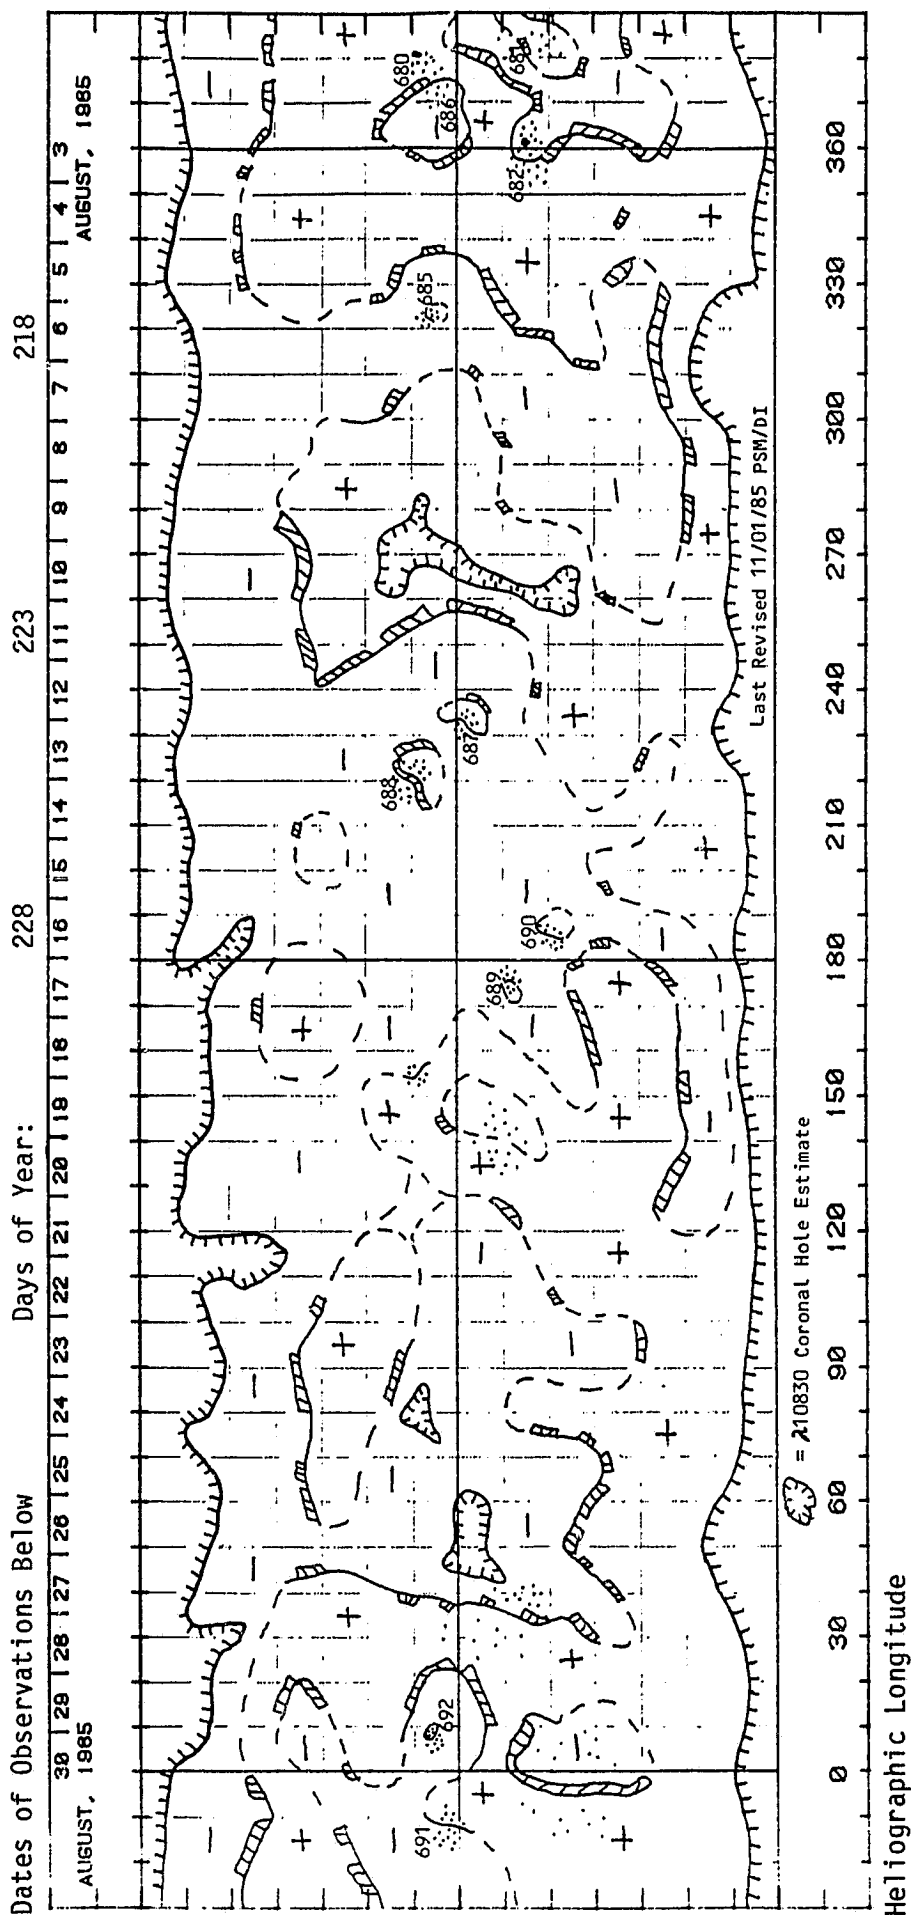 Dates of Observations Below Days of Year: 228 223 218
30 |29 |28 |27 |26 |25 |24 |23 |22 |21 |20 |19 |18 |17 |16 |15 |14 |13 |12 |11 |10 | 9 | 8 | 7 | 6 | 5 | 4 | 3
AUGUST, 1985 AUGUST, 1985
688 680
691 692 685 686
687
689
690 682 681
Last Revised 11/01/85 PSM/DI
= λ10830 Coronal Hole Estimate
0 30 60 90 120 150 180 210 240 270 300 330 360
Heliographic Longitude